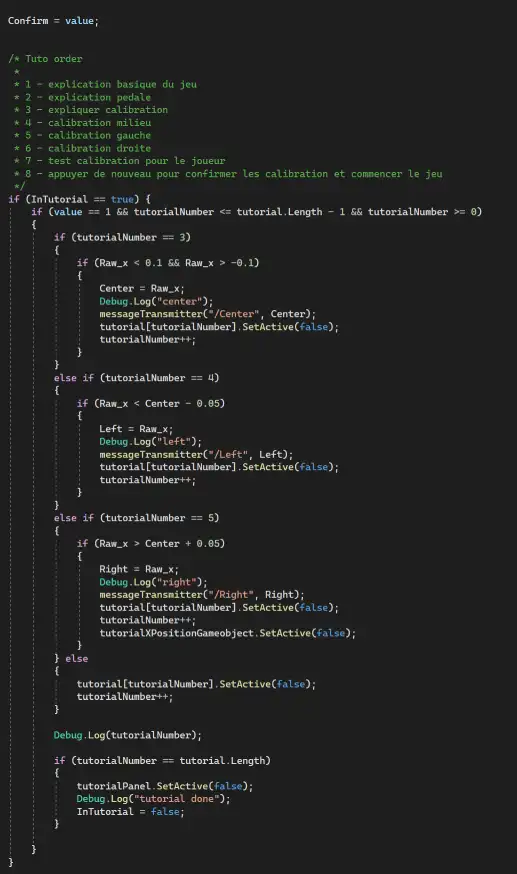 Confirm = value;
/* Tuto order
*
* 1 - explication basique du jeu
* 2 - explication pedale
* 3 - expliquer calibration
* 4 - calibration milieu
* 5 - calibration gauche
* 6 - calibration droite
* 7 - test calibration pour le joueur
* 8 - appuyer de nouveau pour confirmer les calibration et commencer le jeu
*/
if (InTutorial == true) {
if (value == 1 && tutorialNumber <= tutorial.Length - 1 && tutorialNumber >= 0)
{
if (tutorialNumber == 3)
{
if (Raw_x < 0.1 && Raw_x > -0.1)
{
Center = Raw_x;
Debug.Log("center");
messageTransmitter("/Center", Center);
tutorial[tutorialNumber].SetActive(false);
tutorialNumber++;
}
}
else if (tutorialNumber == 4)
{
if (Raw_x < Center - 0.05)
{
Left = Raw_x;
Debug.Log("left");
messageTransmitter("/Left", Left);
tutorial[tutorialNumber].SetActive(false);
tutorialNumber++;
}
}
else if (tutorialNumber == 5)
{
if (Raw_x > Center + 0.05)
{
Right = Raw_x;
Debug.Log("right");
messageTransmitter("/Right", Right);
tutorial[tutorialNumber].SetActive(false);
tutorialNumber++;
tutorialXPositionGameobject.SetActive(false);
}
} else
{
tutorial[tutorialNumber].SetActive(false);
tutorialNumber++;
}
Debug.Log(tutorialNumber);
if (tutorialNumber == tutorial.Length)
{
tutorialPanel.SetActive(false);
Debug.Log("tutorial done");
InTutorial = false;
}
}
}